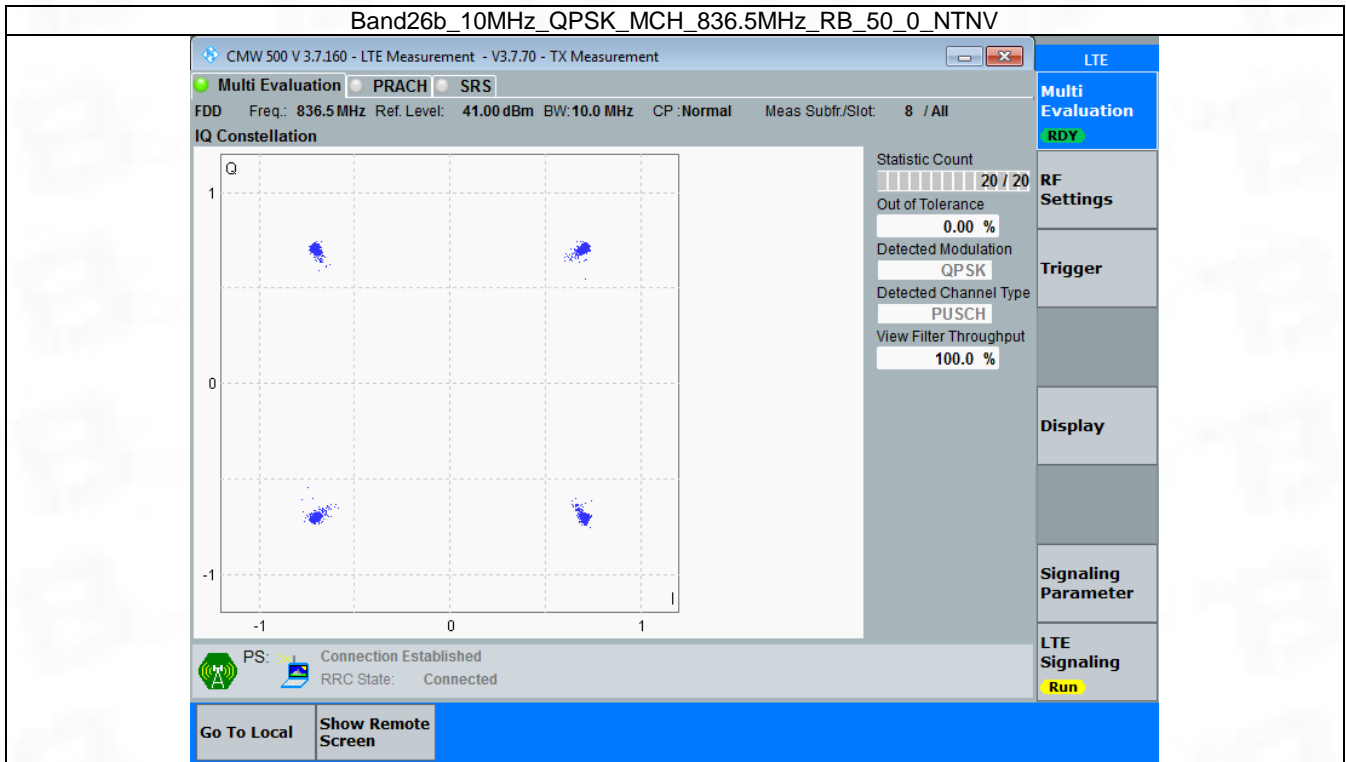 Band26b_10MHz_QPSK_MCH_836.5MHz_RB_50_0_NTNV
CMW 500 V 3.7.160 - LTE Measurement - V3.7.70 - TX Measurement
LTE
Multi Evaluation PRACH SRS
FDD Freq.: 836.5 MHz Ref. Level: 41.00 dBm BW: 10.0 MHz CP : Normal Meas Subfr./Slot: 8 / All
IQ Constellation
Q
1
0
-1
I
-1 0 1
Statistic Count
20 / 20
Out of Tolerance
0.00 %
Detected Modulation
QPSK
Detected Channel Type
PUSCH
View Filter Throughput
100.0 %
Multi
Evaluation
RDY
RF
Settings
Trigger
Display
Signaling
Parameter
LTE
Signaling
Run
PS: Connection Established
RRC State: Connected
Go To Local
Show Remote
Screen